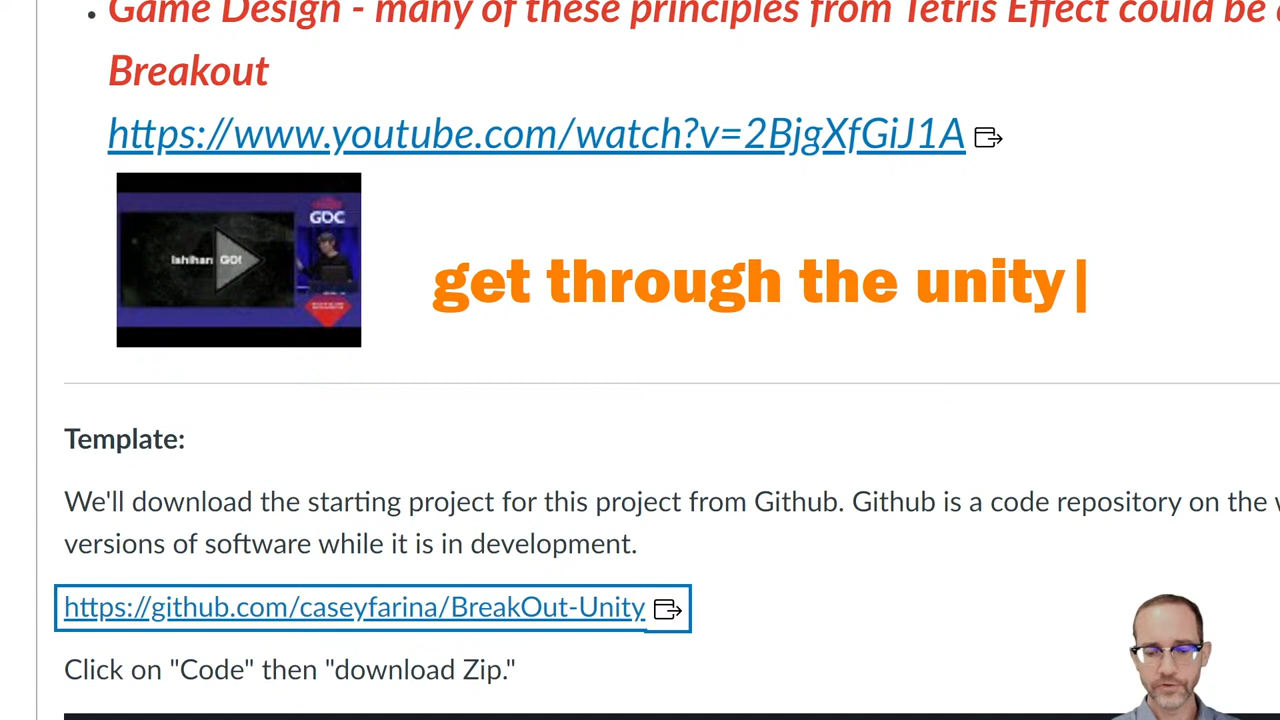 Game Design - many of these principles from Tetris Effect could be
Breakout
https://www.youtube.com/watch?v=2BjgXfGiJ1A
GDC
Ishihara GO!
get through the unity|
Template:
We'll download the starting project for this project from Github. Github is a code repository on the
versions of software while it is in development.
https://github.com/caseyfarina/BreakOut-Unity
Click on "Code" then "download Zip."